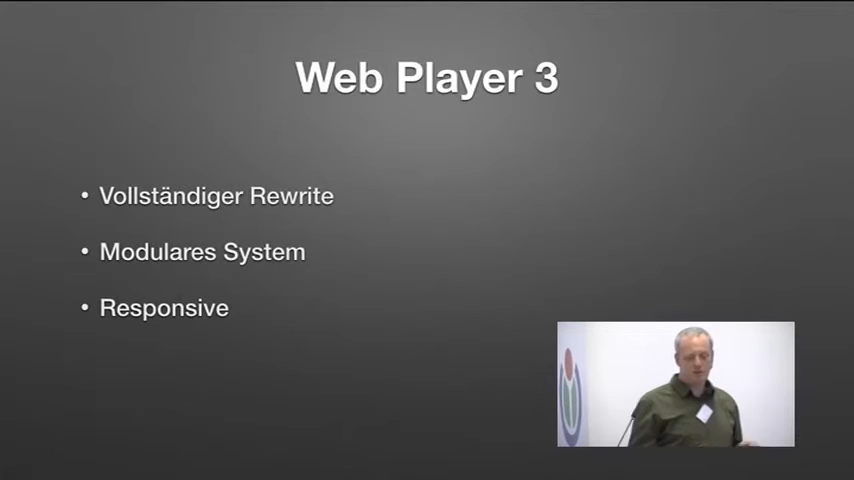 Web Player 3
• Vollständiger Rewrite
• Modulares System
• Responsive